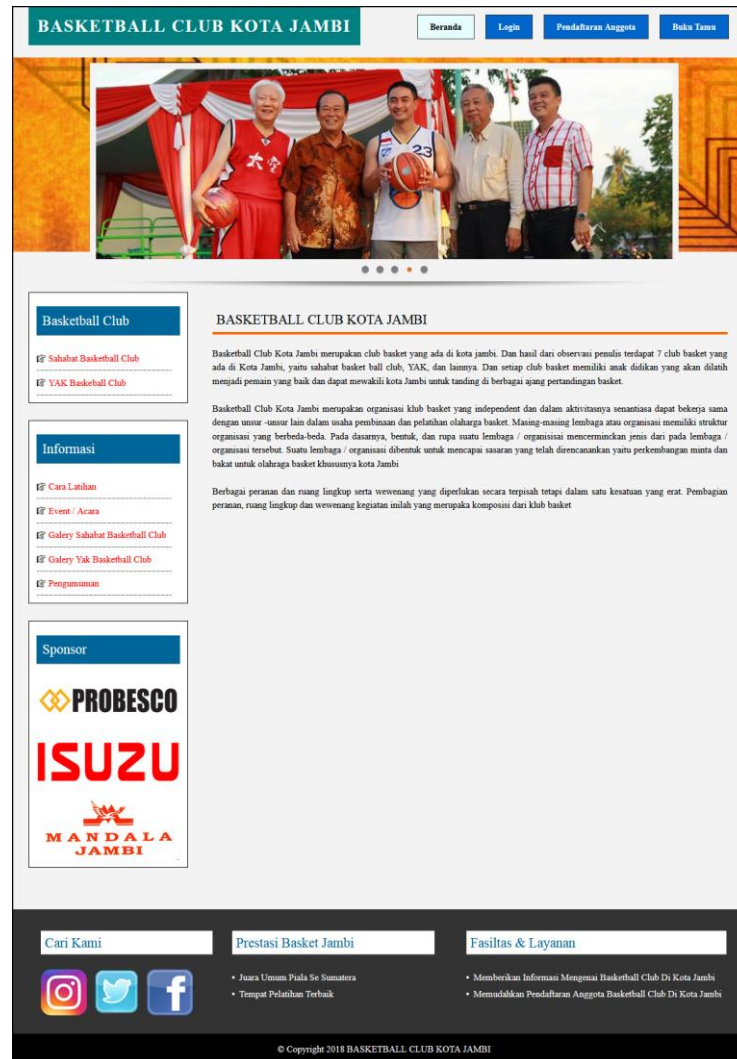 BASKETBALL CLUB KOTA JAMBI
Beranda
Login
Pendaftaran Anggota
Buku Tamu
大空
23
Basketball Club
Sahabat Basketball Club
YAK Baskeball Club
Informasi
Cara Latihan
Event / Acara
Galery Sahabat Basketball Club
Galery Yak Basketball Club
Pengumuman
Sponsor
PROBESCO
ISUZU
MANDALA
JAMBI
BASKETBALL CLUB KOTA JAMBI
Basketball Club Kota Jambi merupakan club basket yang ada di kota jambi. Dan hasil dari observasi penulis terdapat 7 club basket yang
ada di Kota Jambi, yaitu sahabat basket ball club, YAK, dan lainnya. Dan setiap club basket memiliki anak didikan yang akan dilatih
menjadi pemain yang baik dan dapat mewakili kota Jambi untuk tanding di berbagai ajang pertandingan basket.
Basketball Club Kota Jambi merupakan organisasi klub basket yang independent dan dalam aktivitasnya senantiasa dapat bekerja sama
dengan unsur -unsur lain dalam usaha pembinaan dan pelatihan olaharga basket. Masing-masing lembaga atau organisasi memiliki struktur
organisasi yang berbeda-beda. Pada dasarnya, bentuk, dan rupa suatu lembaga / organisisai mencerminckan jenis dari pada lembaga /
organisasi tersebut. Suatu lembaga / organisasi dibentuk untuk mencapai sasaran yang telah direncanankan yaitu perkembangan minta dan
bakat untuk olahraga basket khususnya kota Jambi
Berbagai peranan dan ruang lingkup serta wewenang yang diperlukan secara terpisah tetapi dalam satu kesatuan yang erat. Pembagian
peranan, ruang lingkup dan wewenang kegiatan inilah yang merupaka komposisi dari klub basket
Cari Kami
Prestasi Basket Jambi
• Juara Umum Piala Se Sumatera
• Tempat Pelatihan Terbaik
Fasiltas & Layanan
• Memberikan Informasi Mengenai Basketball Club Di Kota Jambi
• Memudahkan Pendaftaran Anggota Basketball Club Di Kota Jambi
© Copyright 2018 BASKETBALL CLUB KOTA JAMBI